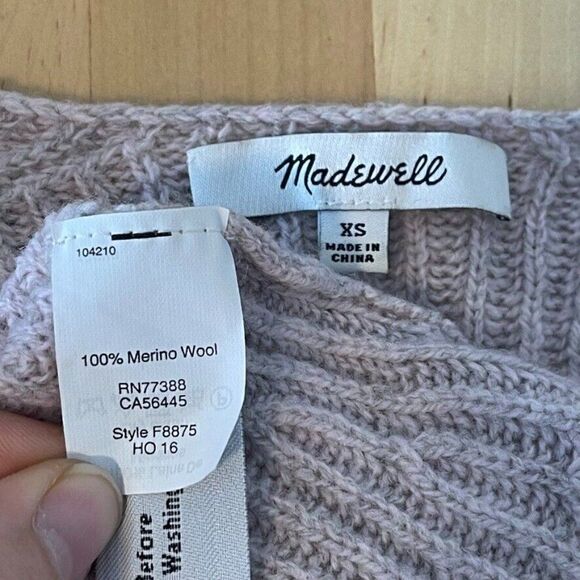 Madewell
XS
MADE IN
CHINA
104210
100% Merino Wool
RN77388
CA56445
Style F8875
HO 16
Before
Washing